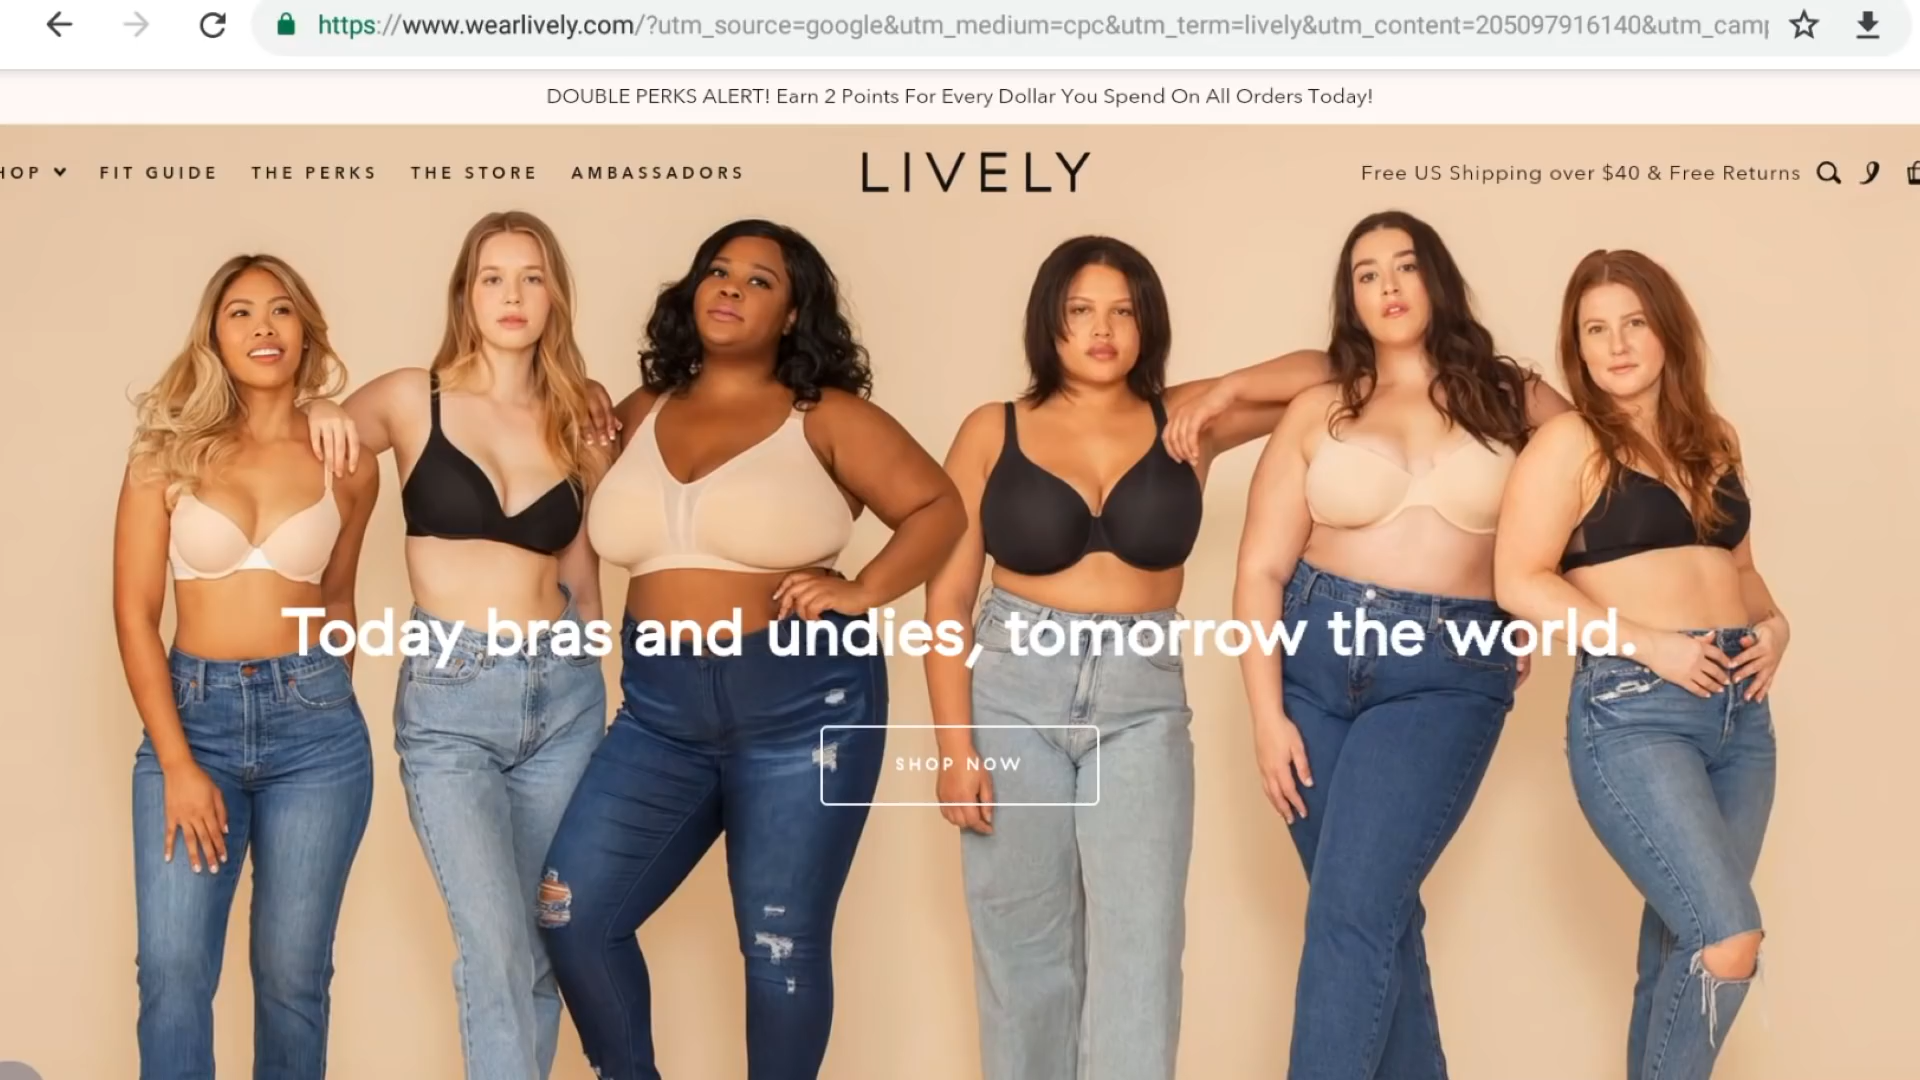 https://www.wearlively.com/?utm_source=google&utm_medium=cpc&utm_term=lively&utm_content=205097916140&utm_camp
DOUBLE PERKS ALERT! Earn 2 Points For Every Dollar You Spend On All Orders Today!
HOP FIT GUIDE THE PERKS THE STORE AMBASSADORS LIVELY Free US Shipping over $40 & Free Returns
Today bras and undies, tomorrow the world.
SHOP NOW